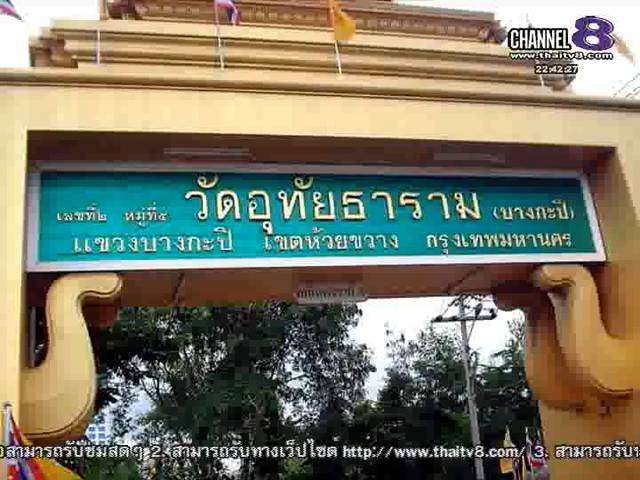 CHANNEL 8
www.thaitv8.com
22:42:27
เลขที่๒ หมู่ที่๕ วัดอุทัยธาราม (บางกะปิ)
แขวงบางกะปิ เขตห้วยขวาง กรุงเทพมหานคร
สามารถรับชมสดๆ 2. สามารถรับทางเว็ปไซด์ http://www.thaitv8.com/ 3. สามารถรับ